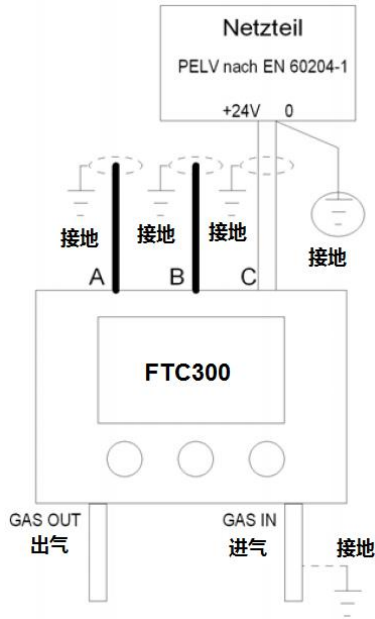 Netzteil
PELV nach EN 60204-1
+24V 0
接地 接地 接地
接地
A B C
FTC300
GAS OUT GAS IN
出气 进气 接地